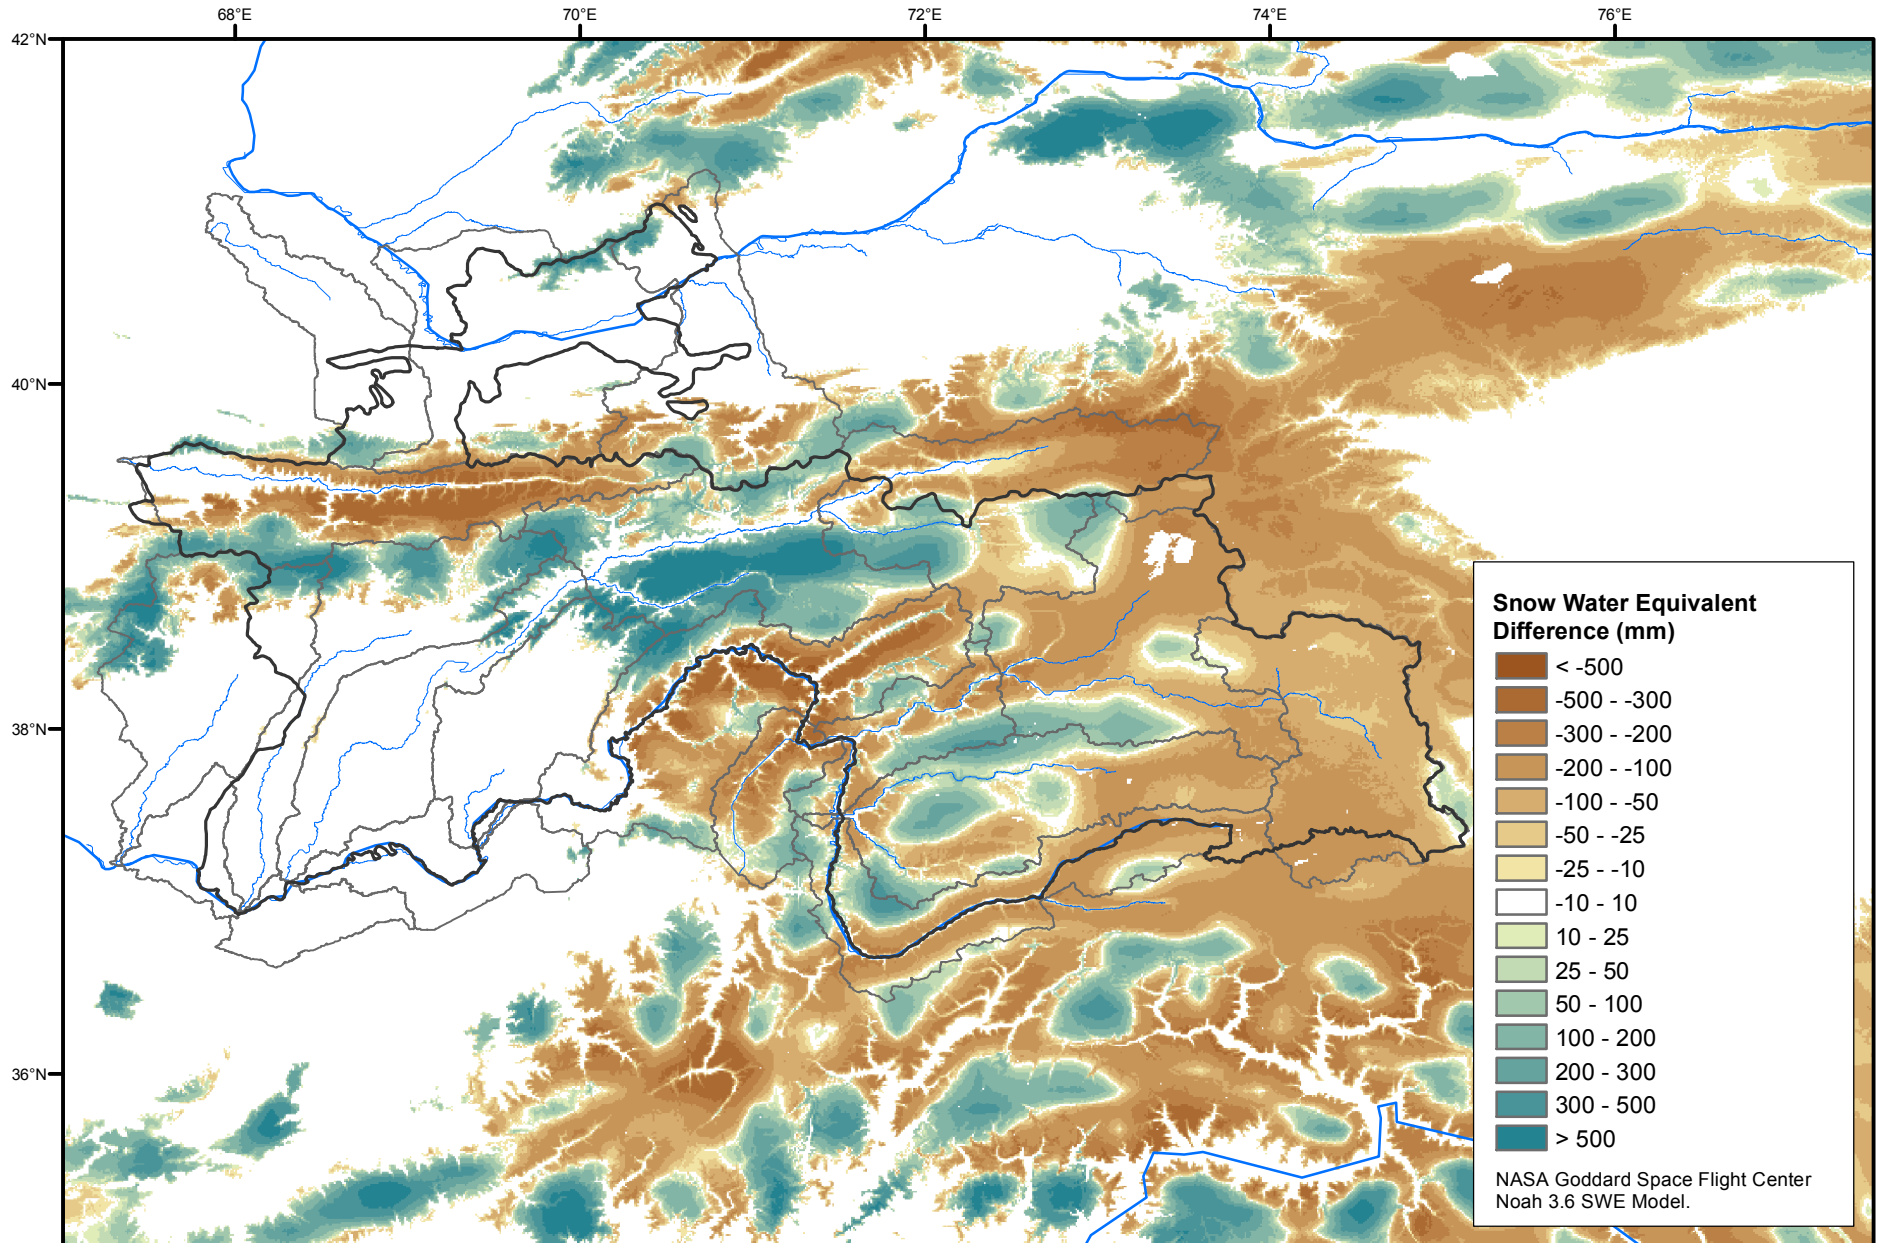 68°E 70°E 72°E 74°E 76°E
42°N
40°N
38°N
36°N
Snow Water Equivalent
Difference (mm)
< -500
-500 - -300
-300 - -200
-200 - -100
-100 - -50
-50 - -25
-25 - -10
-10 - 10
10 - 25
25 - 50
50 - 100
100 - 200
200 - 300
300 - 500
> 500
NASA Goddard Space Flight Center
Noah 3.6 SWE Model.